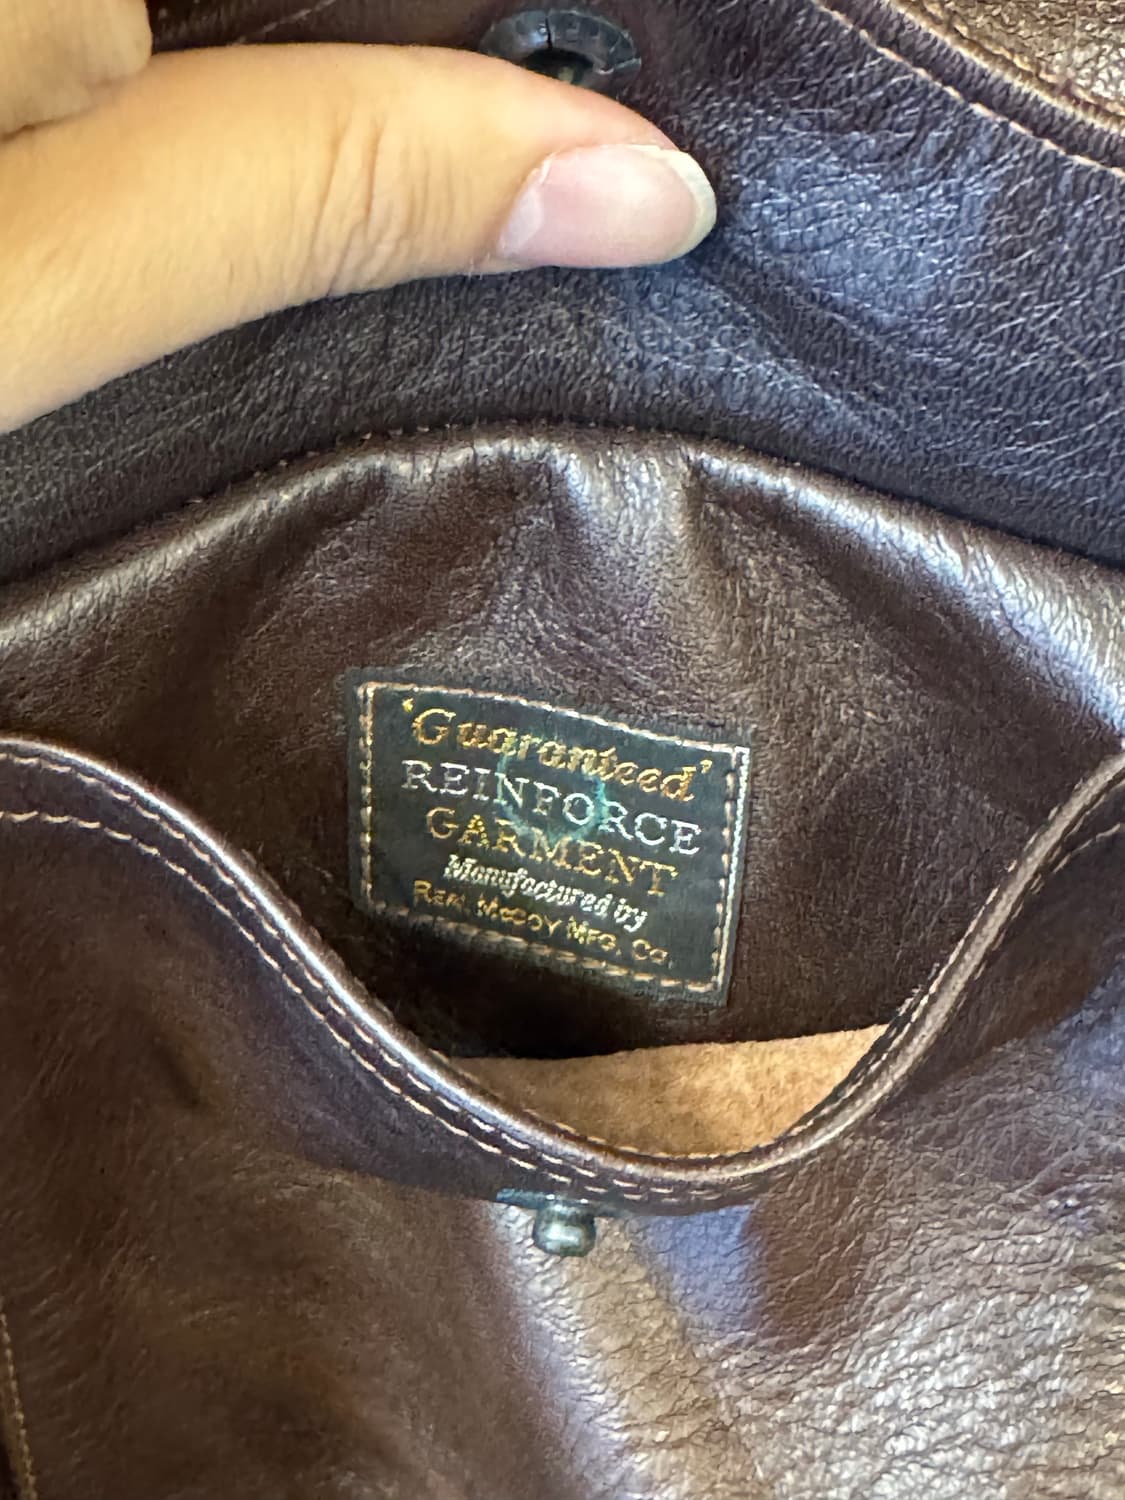 'Guaranteed'
REINFORCE
GARMENT
Manufactured by
REAL McCOY MFG. Co.